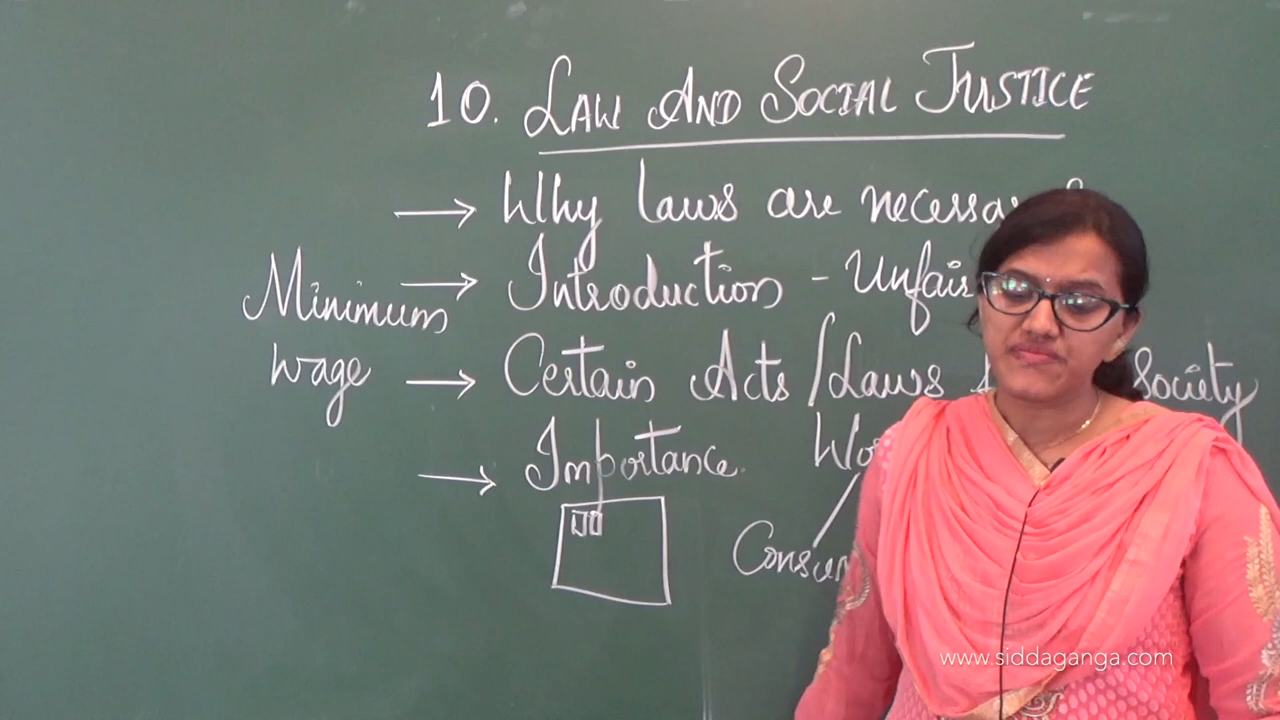 10. LAW AND SOCIAL JUSTICE
→ Why laws are
→ Introduction - Unfair
Minimum
wage
→ Certain Acts / Laws Society
→ Importance
www.siddaganga.com